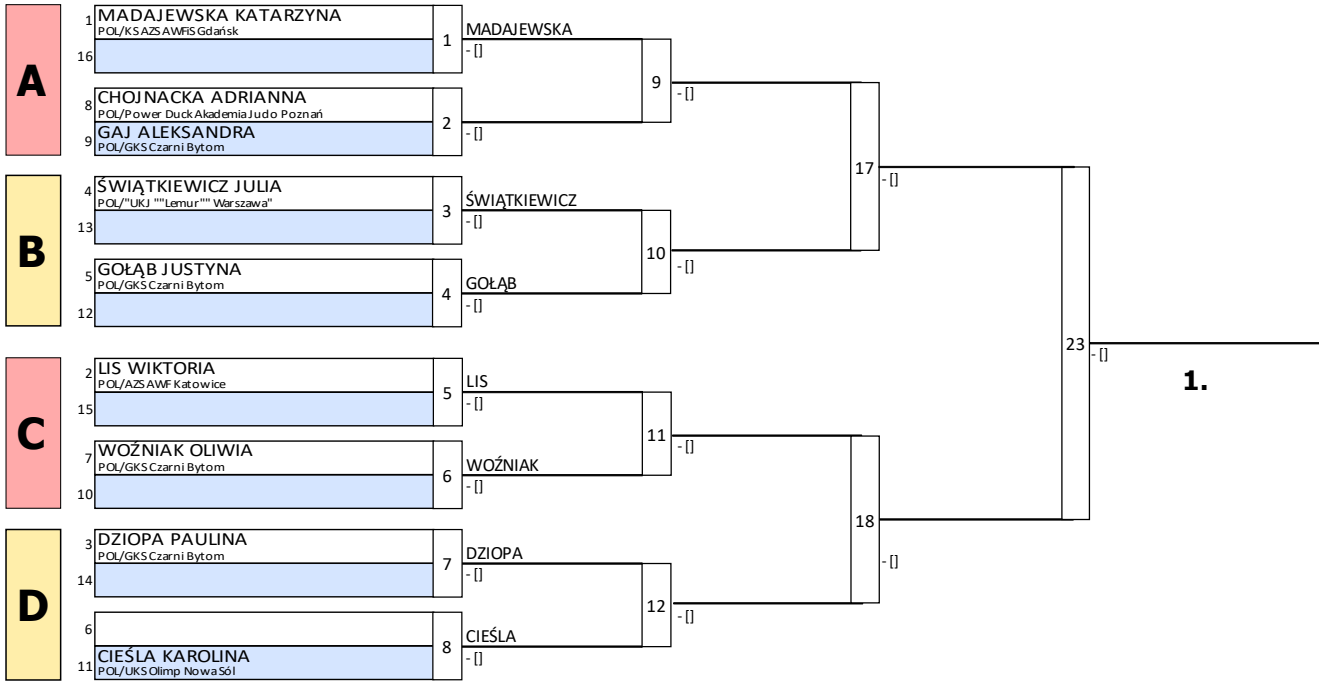 A
1 MADAJEWSKA KATARZYNA
POL/KS AZS AWFiS Gdańsk
16
1
MADAJEWSKA
- []
8 CHOJNACKA ADRIANNA
POL/Power Duck Akademia Judo Poznań
9 GAJ ALEKSANDRA
POL/GKS Czarni Bytom
2
- []
9
- []
B
4 ŚWIĄTKIEWICZ JULIA
POL/"UKJ ""Lemur"" Warszawa"
13
3
ŚWIĄTKIEWICZ
- []
5 GOŁĄB JUSTYNA
POL/GKS Czarni Bytom
12
4
GOŁĄB
- []
10
- []
17
- []
C
2 LIS WIKTORIA
POL/AZS AWF Katowice
15
5
LIS
- []
7 WOŹNIAK OLIWIA
POL/GKS Czarni Bytom
10
6
WOŹNIAK
- []
11
- []
D
3 DZIOPA PAULINA
POL/GKS Czarni Bytom
14
7
DZIOPA
- []
6
11 CIEŚLA KAROLINA
POL/UKS Olimp Nowa Sól
8
CIEŚLA
- []
12
- []
18
- []
23
- []
1.